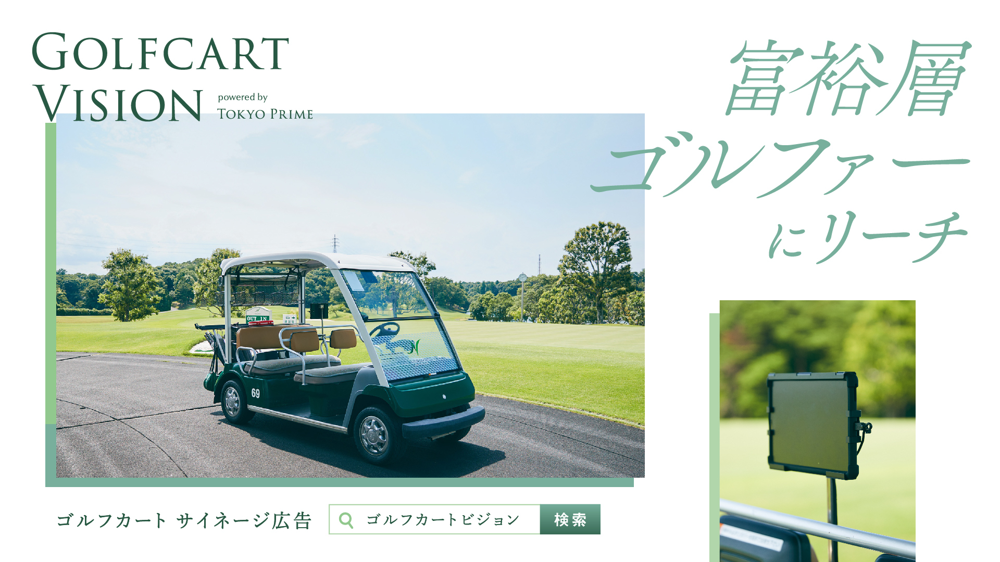 GOLFCART
VISION
powered by
TOKYO PRIME
富裕層
ゴルファー
にリーチ
OUT IN
69
ゴルフカート サイネージ広告
ゴルフカートビジョン
検索